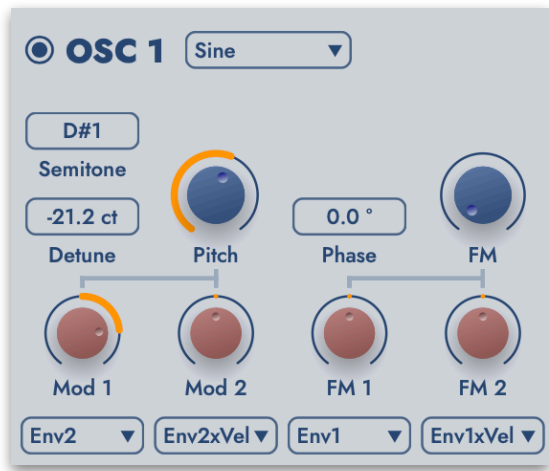 OSC 1
Sine
D#1
Semitone
-21.2 ct
0.0 °
Detune
Pitch
Phase
FM
Mod 1
Mod 2
FM 1
FM 2
Env2
Env2xVel
Env1
Env1xVel